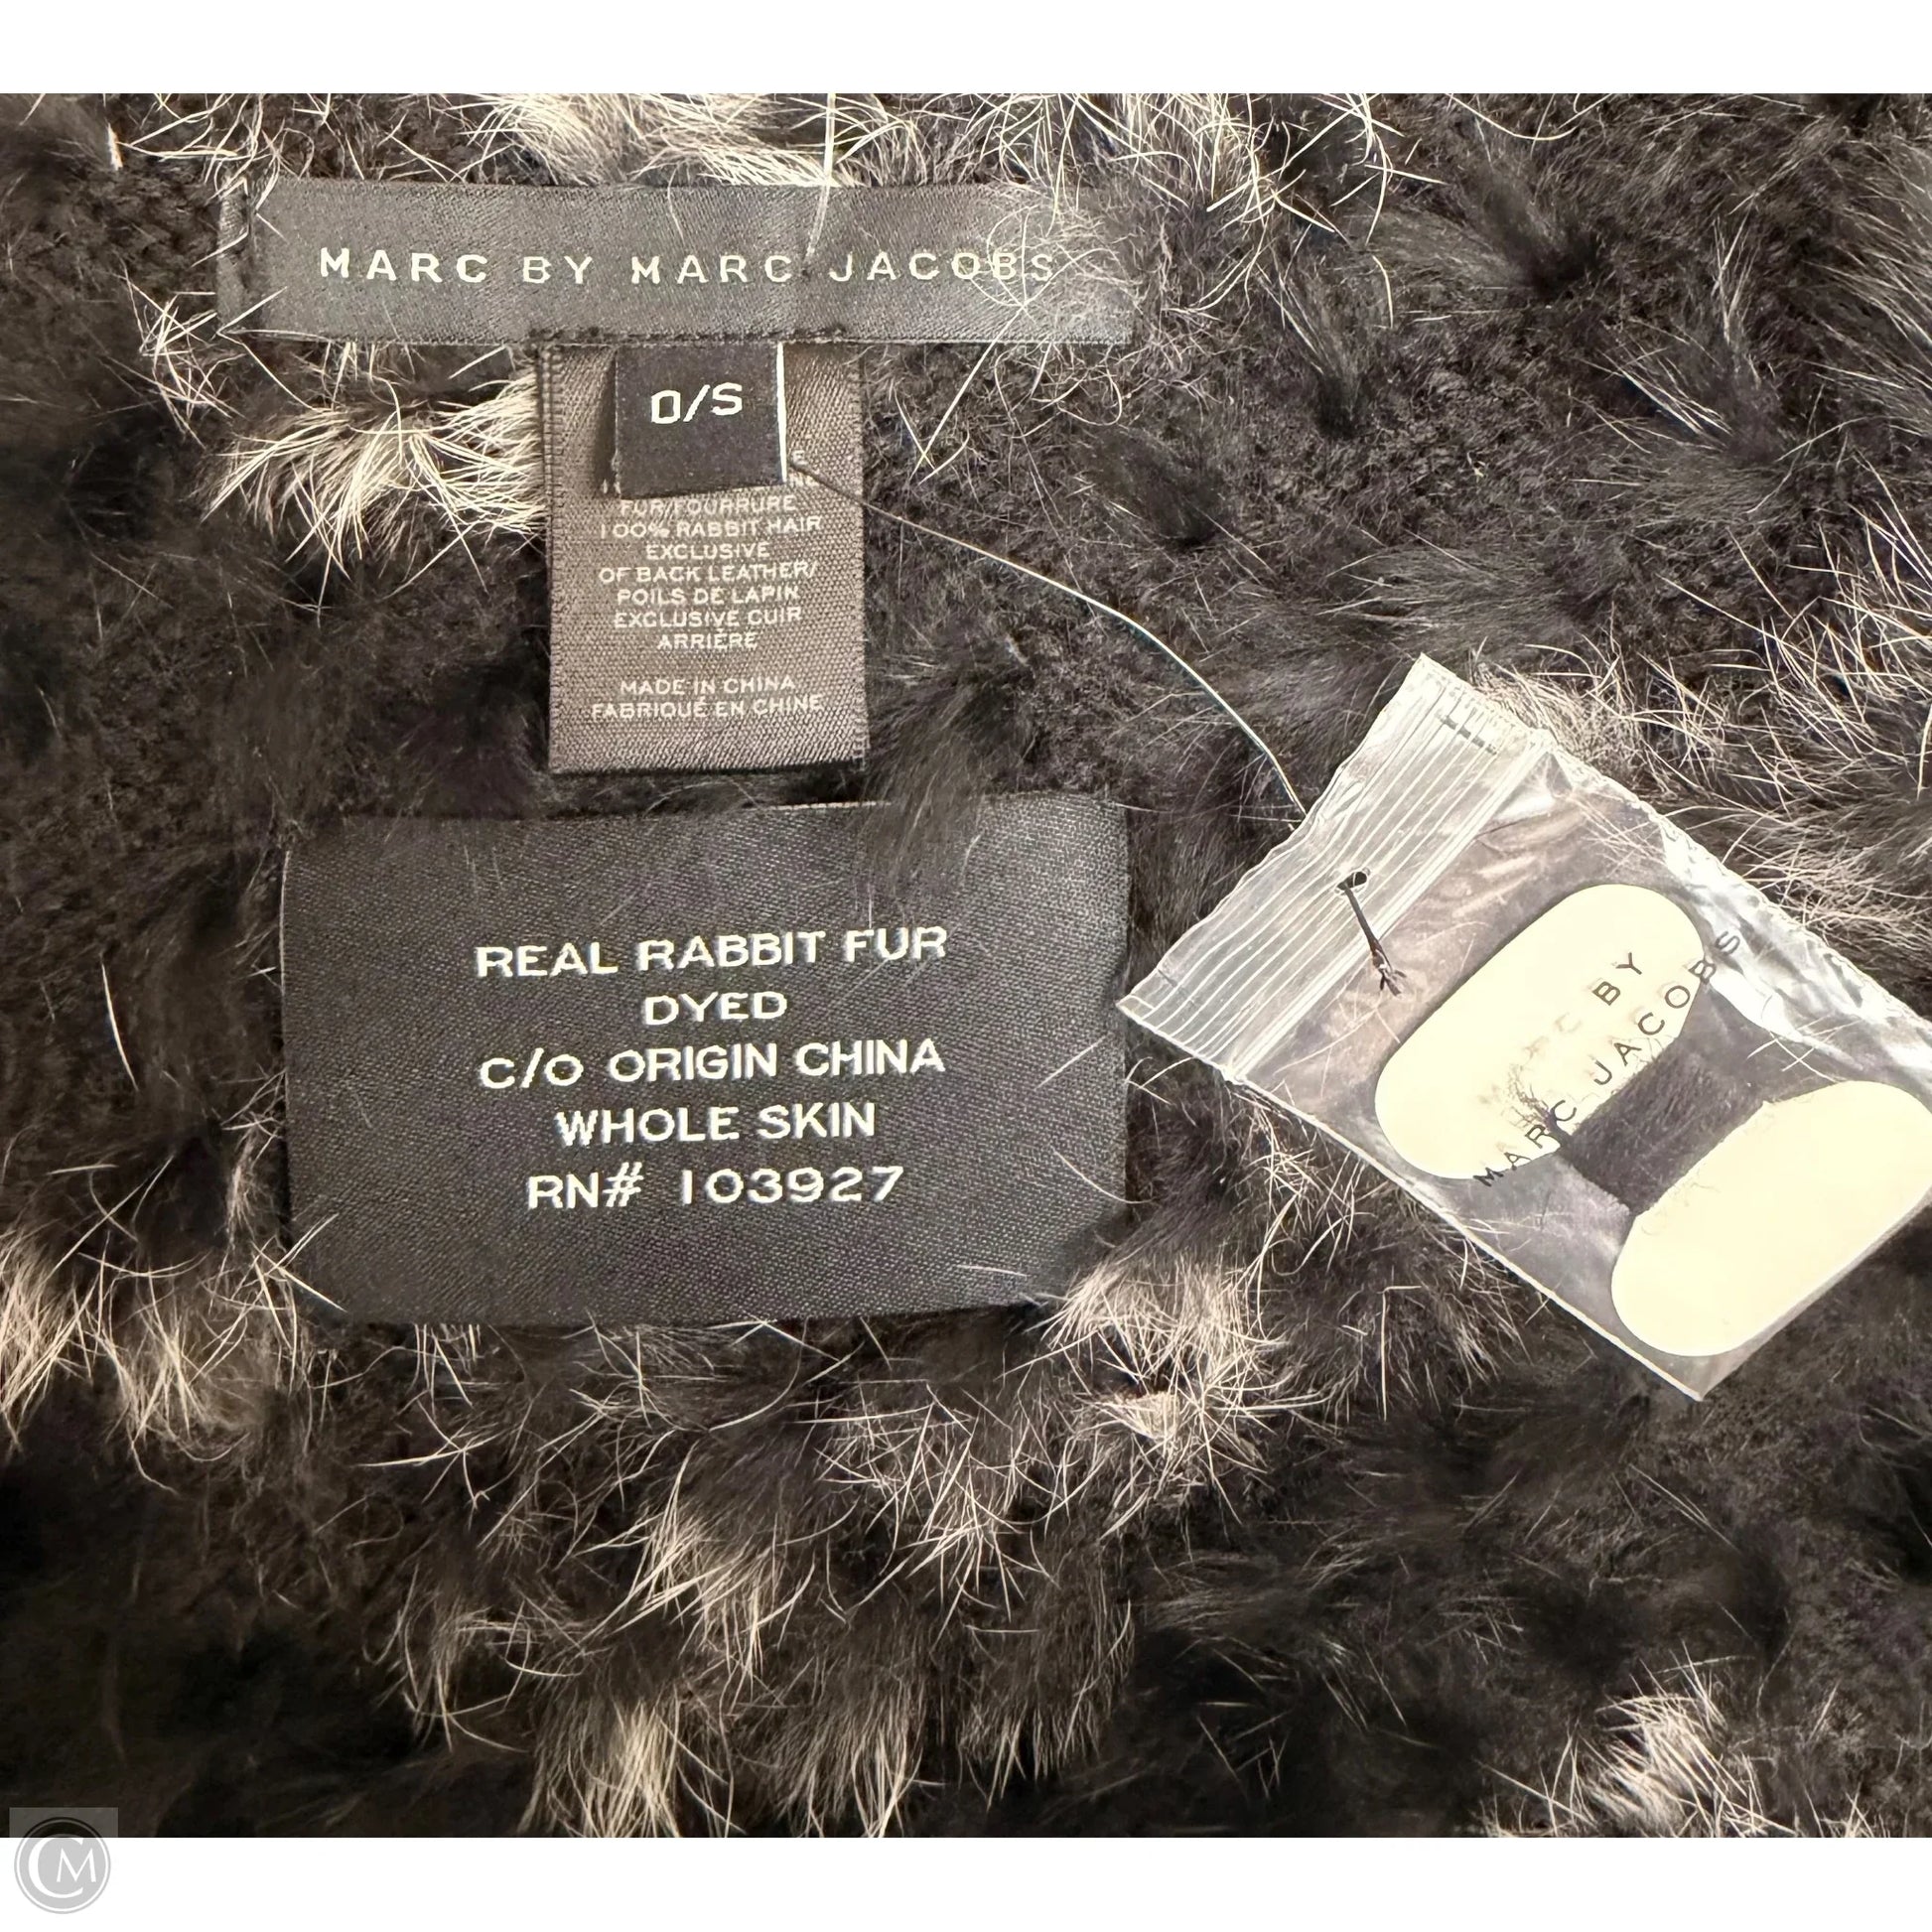 MARC BY MARC JACOBS
O/S
FUR/FOURRURE
100% RABBIT HAIR
EXCLUSIVE
OF BACK LEATHER/
POILS DE LAPIN
EXCLUSIVE CUIR
ARRIÈRE
MADE IN CHINA
FABRIQUÉ EN CHINE
REAL RABBIT FUR
DYED
C/O ORIGIN CHINA
WHOLE SKIN
RN# 103927
MARC BY
MARC JACOBS
CM